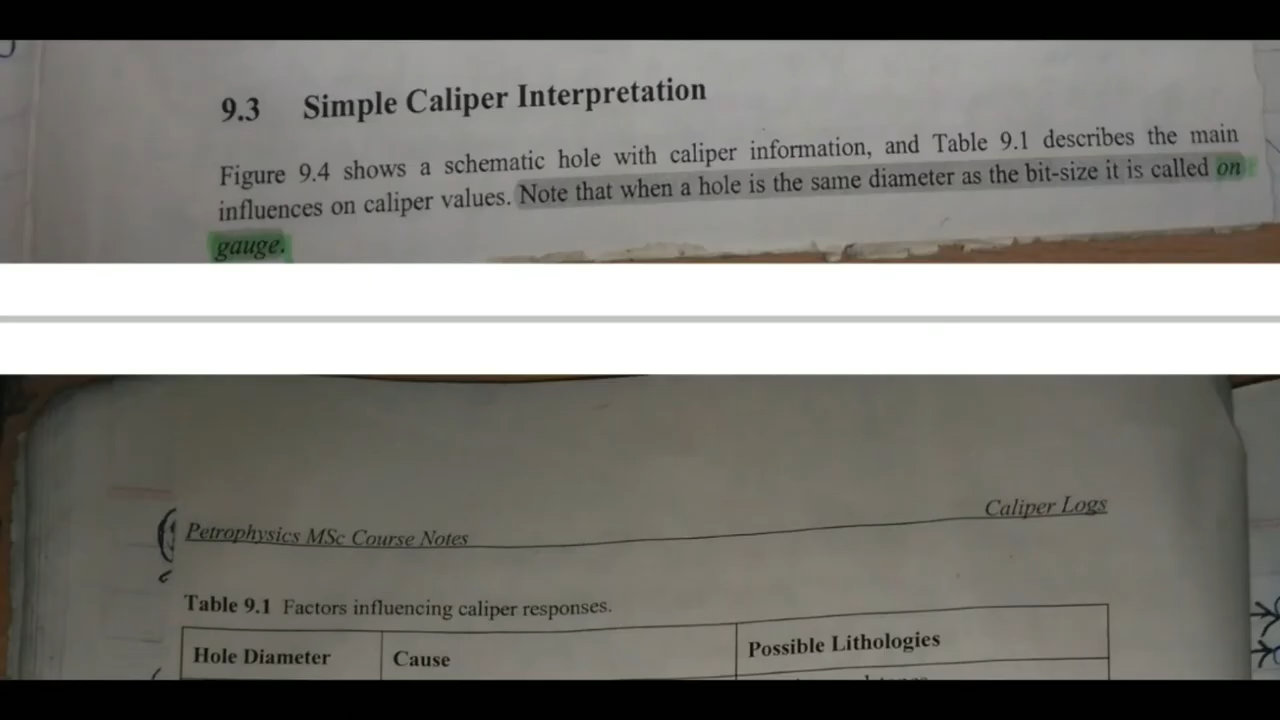 9.3 Simple Caliper Interpretation
Figure 9.4 shows a schematic hole with caliper information, and Table 9.1 describes the main
influences on caliper values. Note that when a hole is the same diameter as the bit-size it is called on
gauge.
Petrophysics MSc Course Notes
Caliper Logs
Table 9.1 Factors influencing caliper responses.
Hole Diameter Cause Possible Lithologies